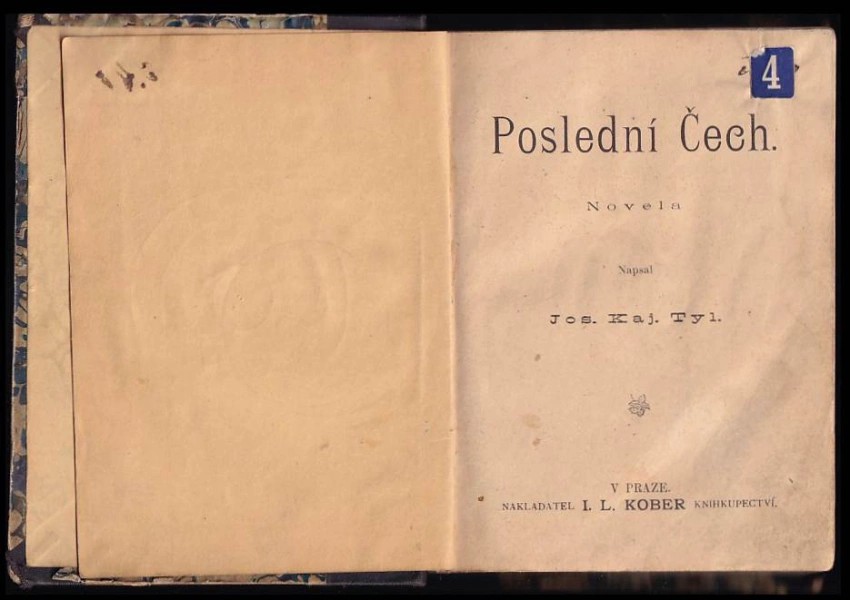 4
Poslední Čech.
Novela
Napsal
Jos. Kaj. Tyl.
V PRAZE.
NAKLADATEL I. L. KOBER KNIHKUPECTVÍ.